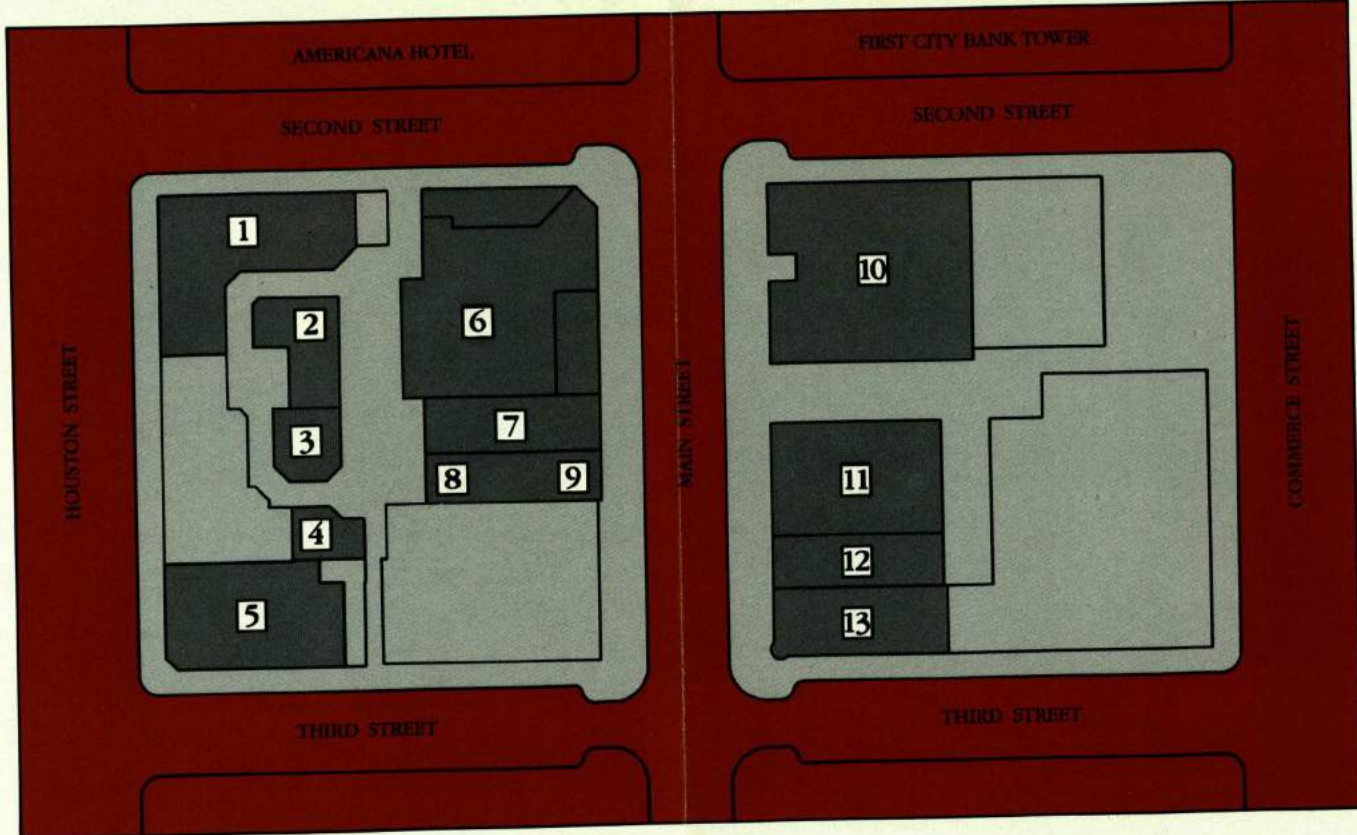 AMERICANA HOTEL
FIRST CITY BANK TOWER
SECOND STREET
SECOND STREET
1
2
3
4
5
6
7
8
9
10
11
12
13
HOUSTON STREET
MAIN STREET
COMMERCE STREET
THIRD STREET
THIRD STREET